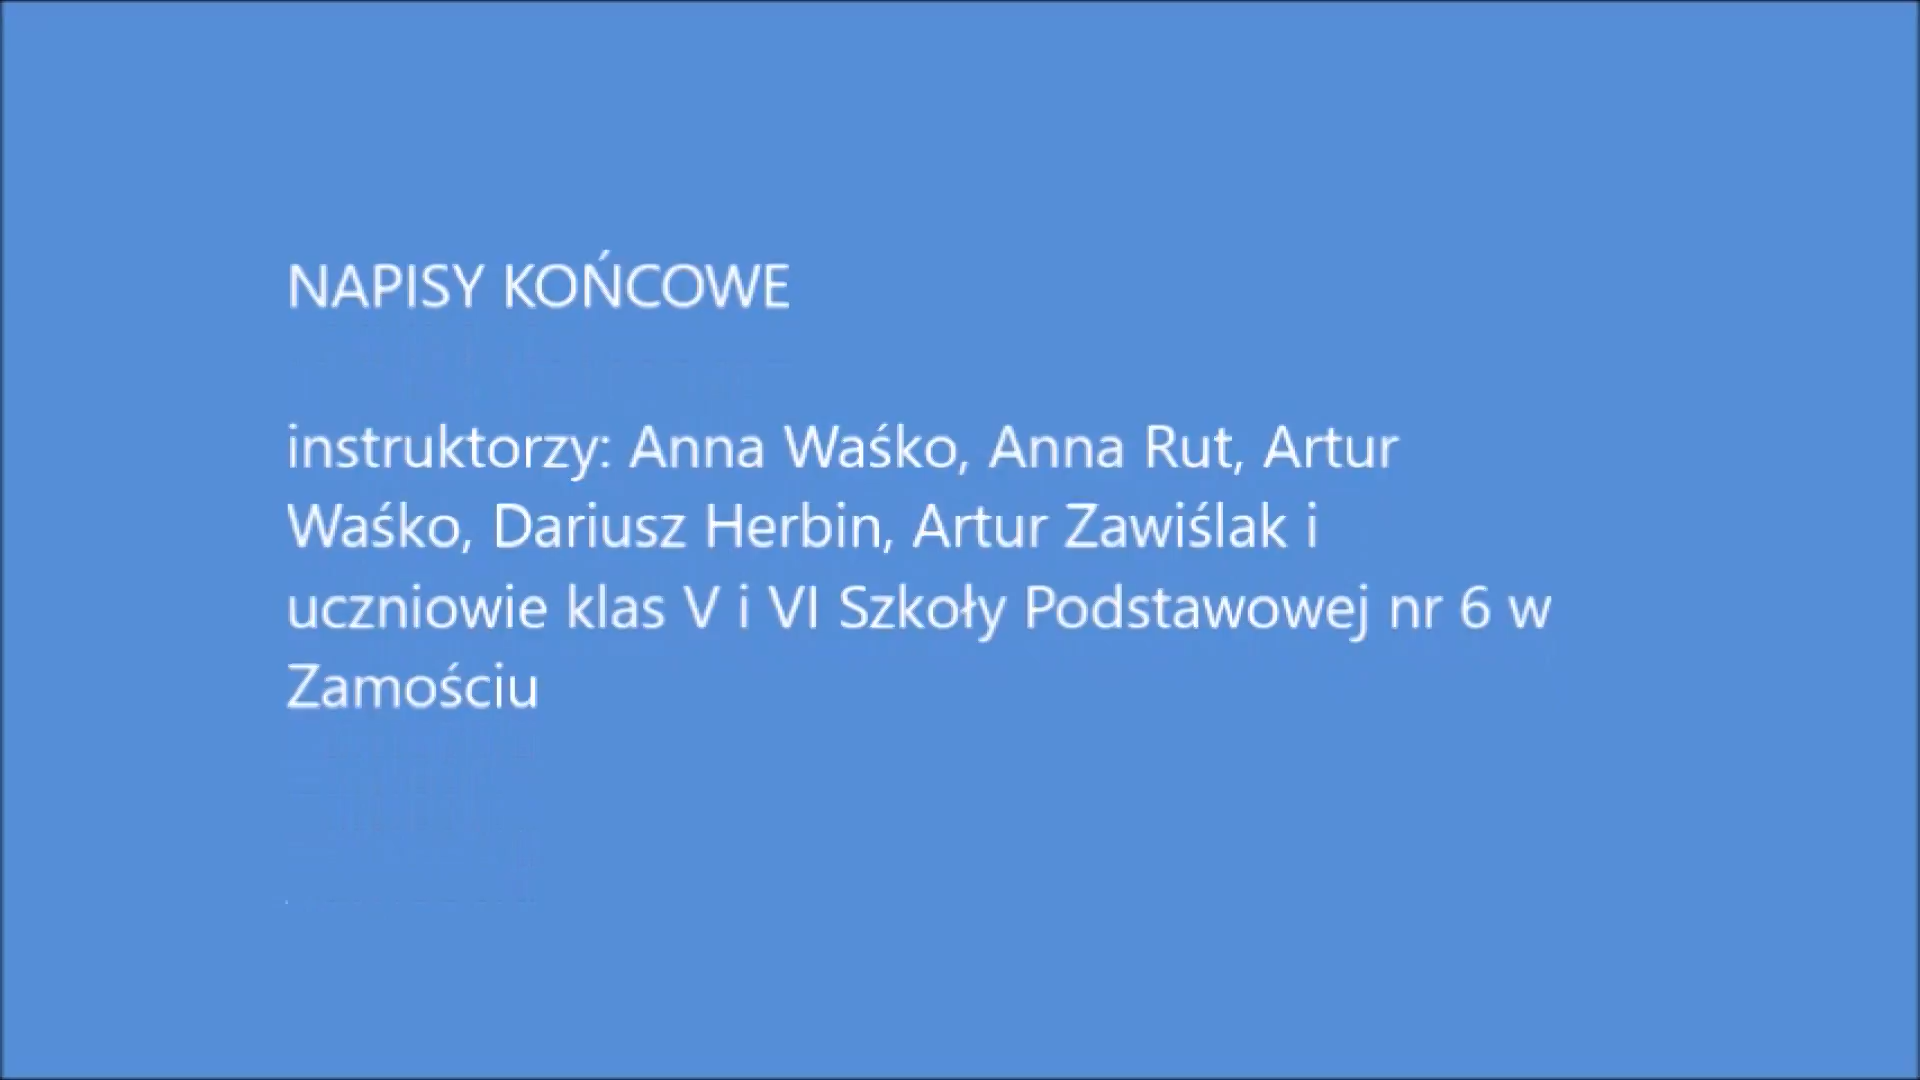 NAPISY KOŃCOWE
instruktorzy: Anna Waśko, Anna Rut, Artur
Waśko, Dariusz Herbin, Artur Zawiślak i
uczniowie klas V i VI Szkoły Podstawowej nr 6 w
Zamościu